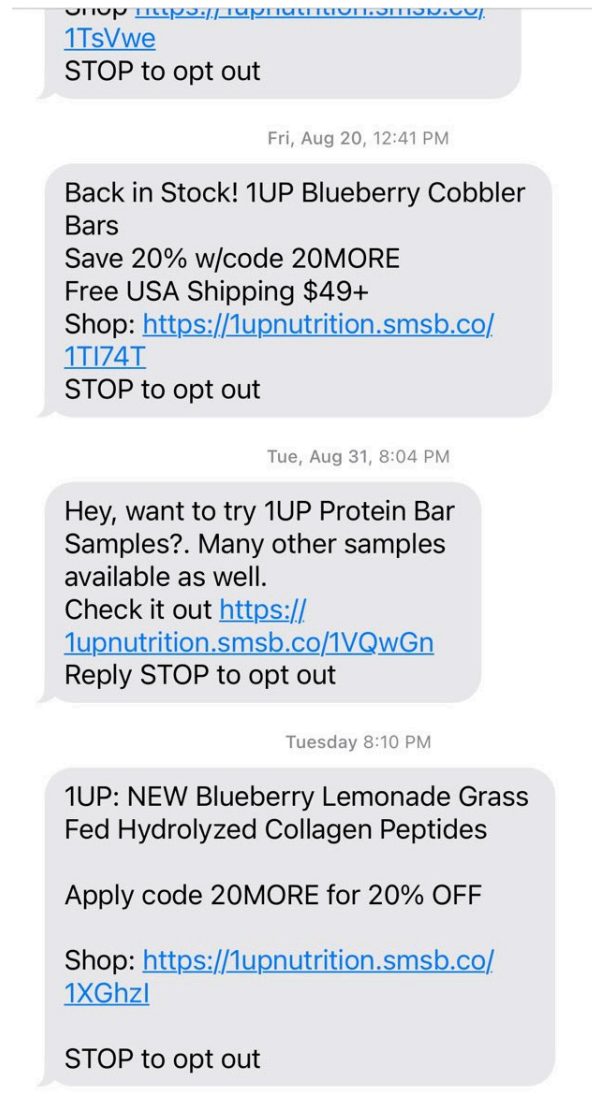 1TsVwe
STOP to opt out
Fri, Aug 20, 12:41 PM
Back in Stock! 1UP Blueberry Cobbler
Bars
Save 20% w/code 20MORE
Free USA Shipping $49+
Shop: https://1upnutrition.smsb.co/
1TI74T
STOP to opt out
Tue, Aug 31, 8:04 PM
Hey, want to try 1UP Protein Bar
Samples?. Many other samples
available as well.
Check it out https://
1upnutrition.smsb.co/1VQwGn
Reply STOP to opt out
Tuesday 8:10 PM
1UP: NEW Blueberry Lemonade Grass
Fed Hydrolyzed Collagen Peptides
Apply code 20MORE for 20% OFF
Shop: https://1upnutrition.smsb.co/
1XGhzI
STOP to opt out